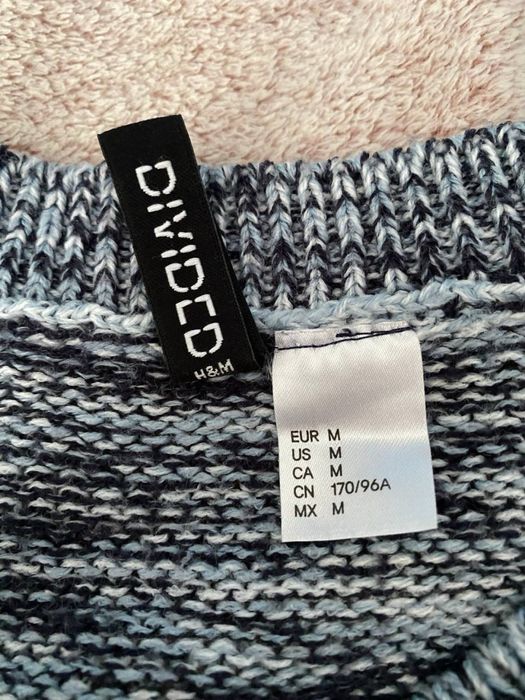 DIVIDED
H&M
EUR M
US M
CA M
CN 170/96A
MX M